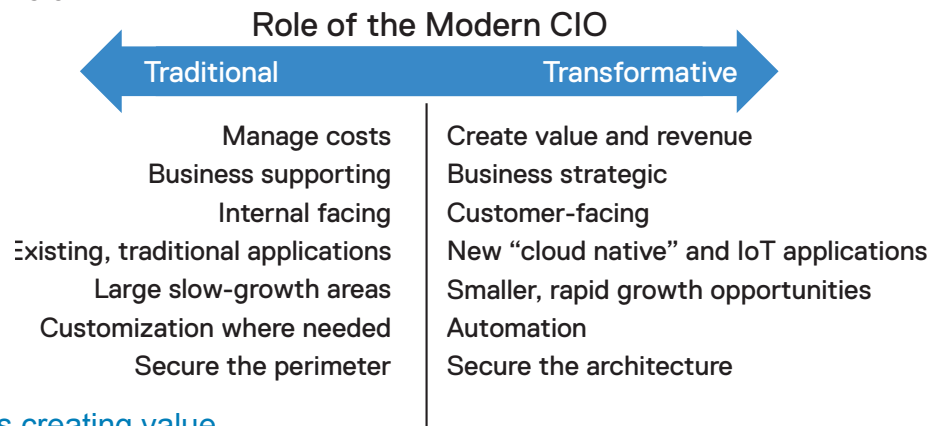 Role of the Modern CIO
Traditional Transformative
Manage costs Create value and revenue
Business supporting Business strategic
Internal facing Customer-facing
Existing, traditional applications New “cloud native” and IoT applications
Large slow-growth areas Smaller, rapid growth opportunities
Customization where needed Automation
Secure the perimeter Secure the architecture
creating value